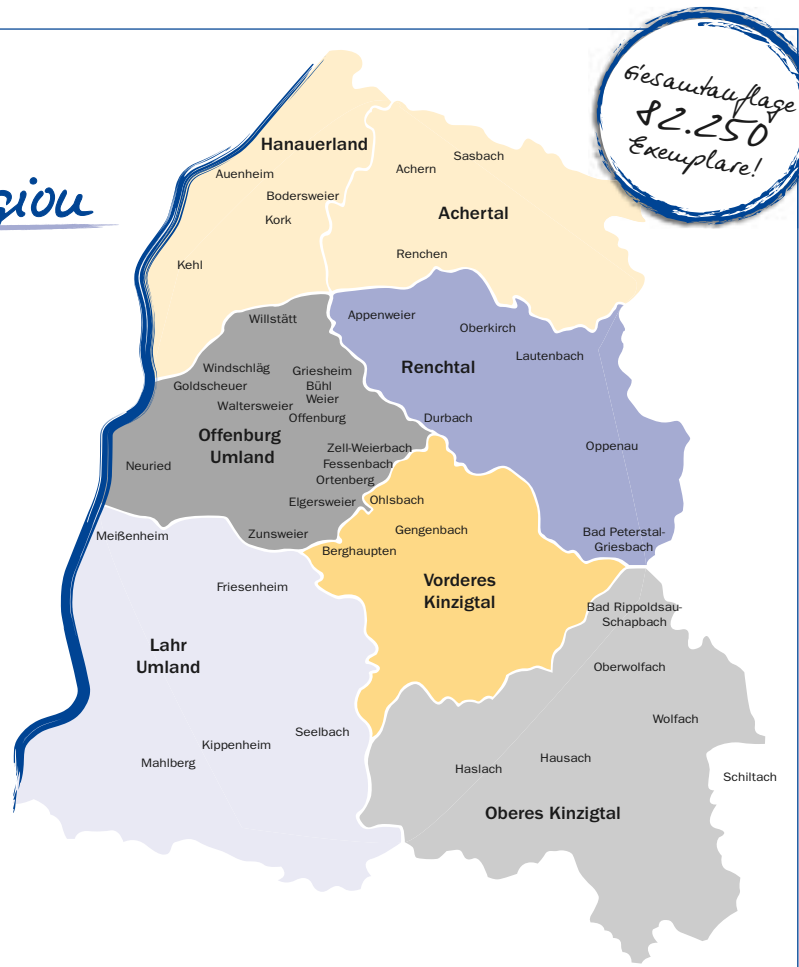 Gesamtauflage
82.250
Exemplare!
Hanauerland
Auenheim
Bodersweier
Kork
Kehl
Sasbach
Achern
Achertal
Renchen
Willstätt
Appenweier
Oberkirch
Lautenbach
Renchtal
Durbach
Oppenau
Bad Peterstal-
Griesbach
Windschläg
Griesheim
Goldscheuer
Bühl
Weier
Waltersweier
Offenburg
Offenburg
Umland
Zell-Weierbach
Fessenbach
Neuried
Ortenberg
Elgersweier
Zunsweier
Ohlsbach
Gengenbach
Berghaupten
Vorderes
Kinzigtal
Meißenheim
Friesenheim
Lahr
Umland
Seelbach
Kippenheim
Mahlberg
Bad Rippoldsau-
Schapbach
Oberwolfach
Wolfach
Hausach
Haslach
Schiltach
Oberes Kinzigtal